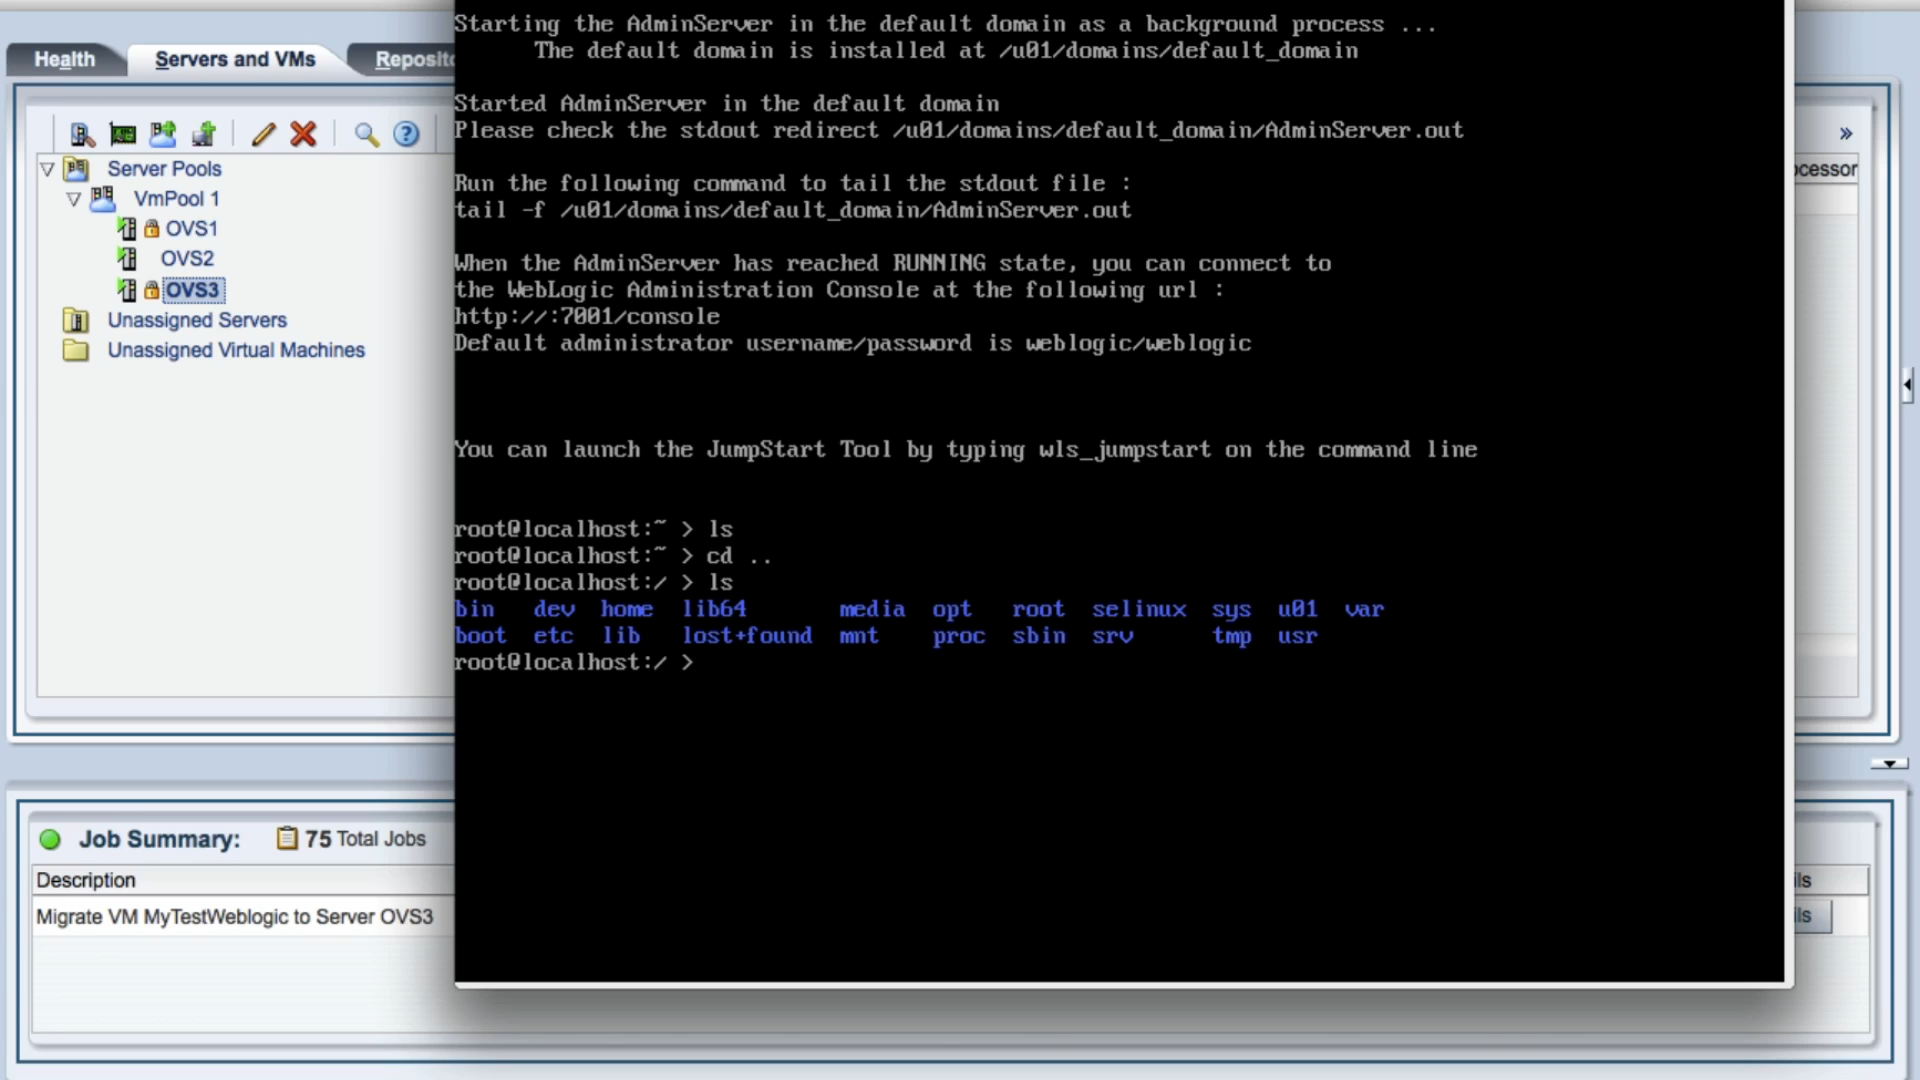 Health
Servers and VMs
Reposit
Server Pools
VmPool 1
OVS1
OVS2
OVS3
Unassigned Servers
Unassigned Virtual Machines
Starting the AdminServer in the default domain as a background process ...
The default domain is installed at /u01/domains/default_domain
Started AdminServer in the default domain
Please check the stdout redirect /u01/domains/default_domain/AdminServer.out
Run the following command to tail the stdout file :
tail -f /u01/domains/default_domain/AdminServer.out
When the AdminServer has reached RUNNING state, you can connect to
the WebLogic Administration Console at the following url :
http://:7001/console
Default administrator username/password is weblogic/weblogic
You can launch the JumpStart Tool by typing wls_jumpstart on the command line
root@localhost:~ > ls
root@localhost:~ > cd ..
root@localhost:/ > ls
bin dev home lib64 media opt root selinux sys u01 var
boot etc lib lost+found mnt proc sbin srv tmp usr
root@localhost:/ >
»
ocessor
Job Summary: 75 Total Jobs
Description
Migrate VM MyTestWeblogic to Server OVS3
ils
ils